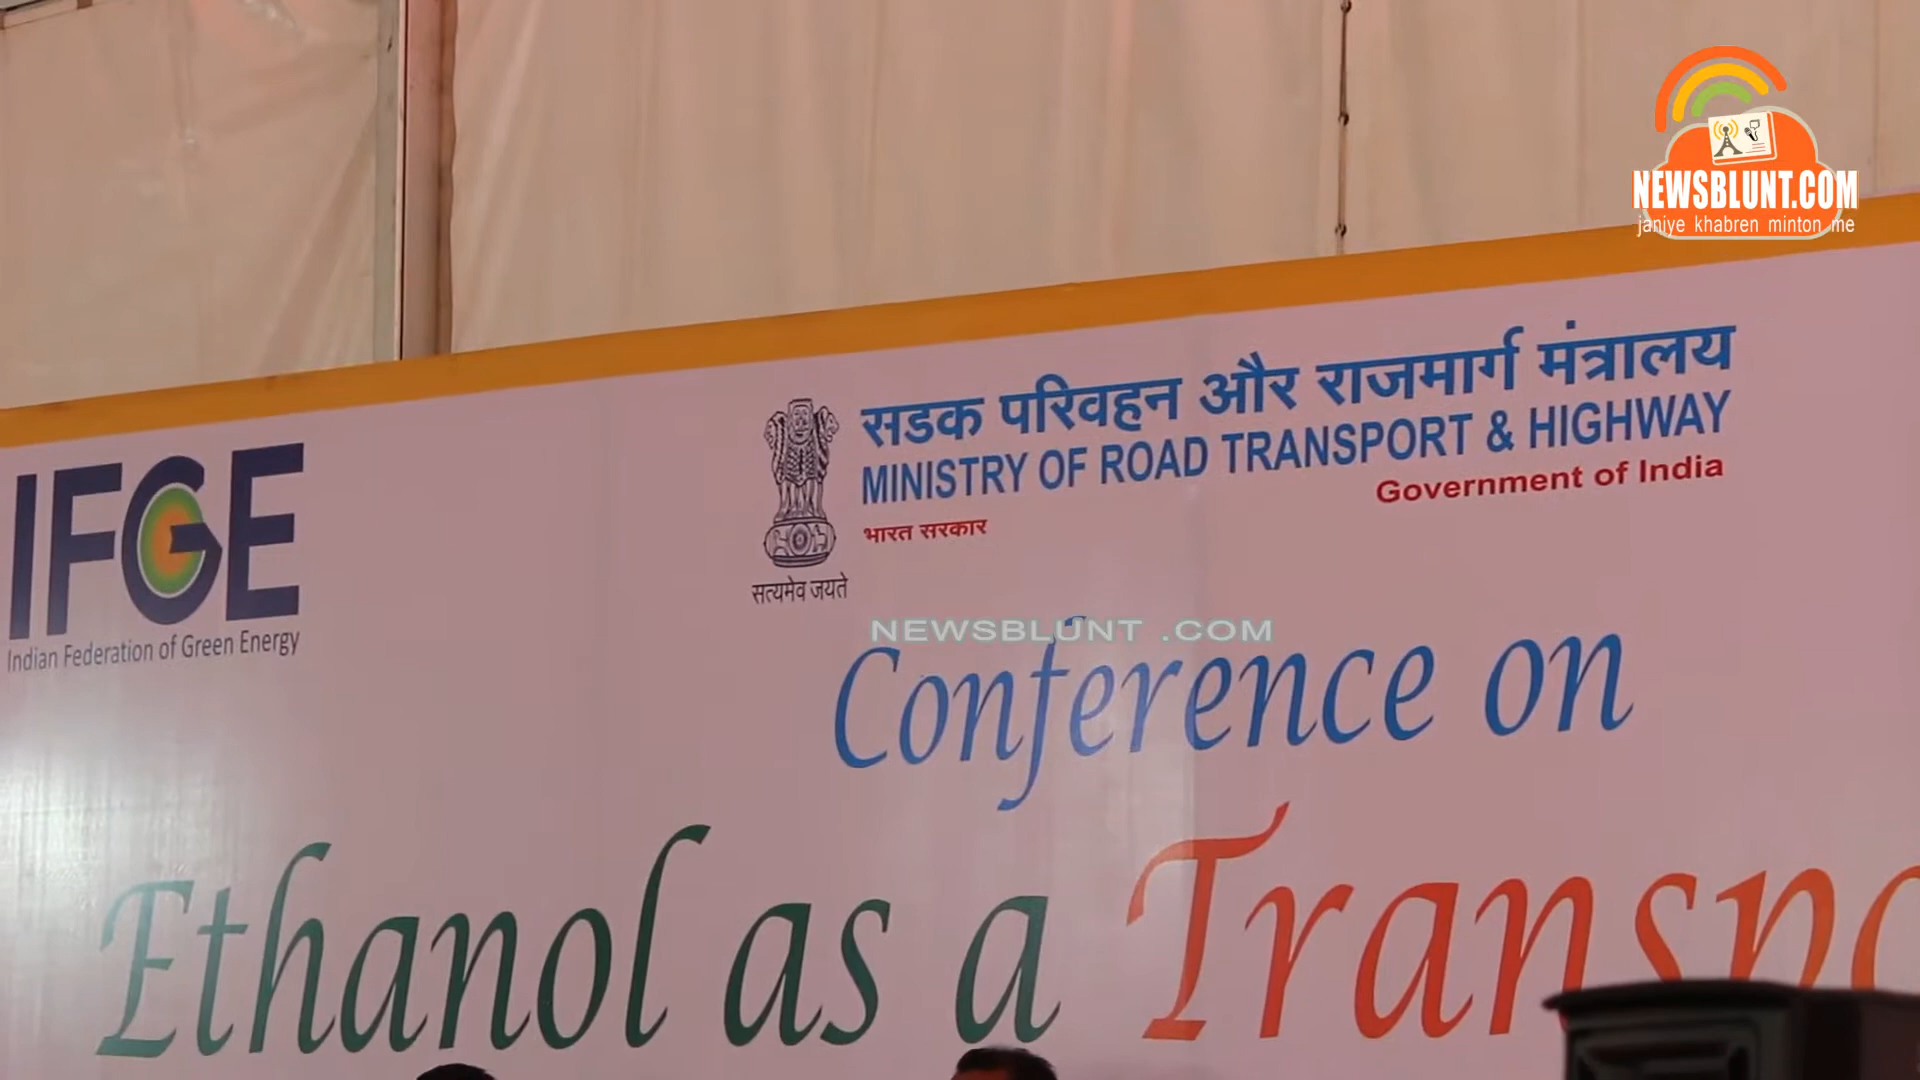 NEWSBLUNT.COM
janiye khabren minton me
सडक परिवहन और राजमार्ग मंत्रालय
MINISTRY OF ROAD TRANSPORT & HIGHWAY
भारत सरकार
Government of India
सत्यमेव जयते
IFGE
Indian Federation of Green Energy
NEWSBLUNT .COM
Conference on
Ethanol as a Transpo